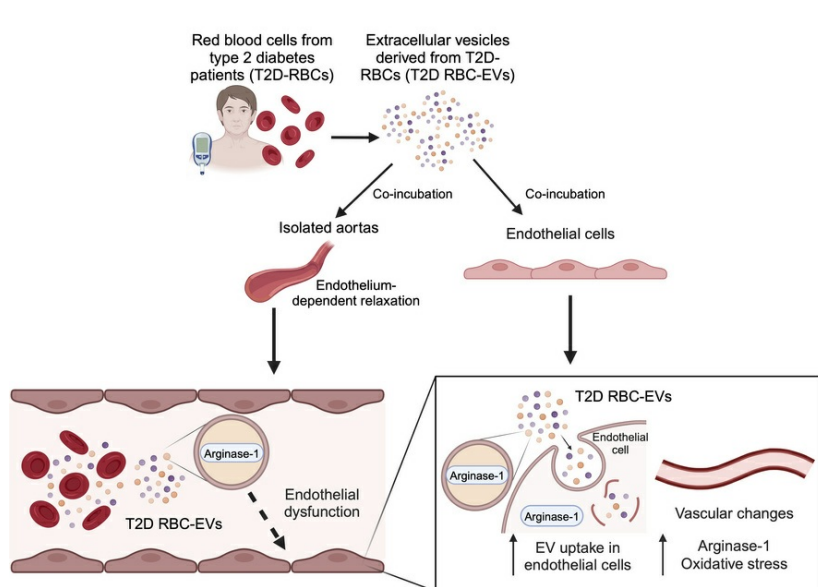 Red blood cells from
type 2 diabetes
patients (T2D-RBCs)
Extracellular vesicles
derived from T2D-
RBCs (T2D RBC-EVs)
Co-incubation
Co-incubation
Isolated aortas
Endothelial cells
Endothelium-
dependent relaxation
Arginase-1
T2D RBC-EVs
Endothelial
dysfunction
T2D RBC-EVs
Endothelial
cell
Arginase-1
Arginase-1
EV uptake in
endothelial cells
Vascular changes
Arginase-1
Oxidative stress